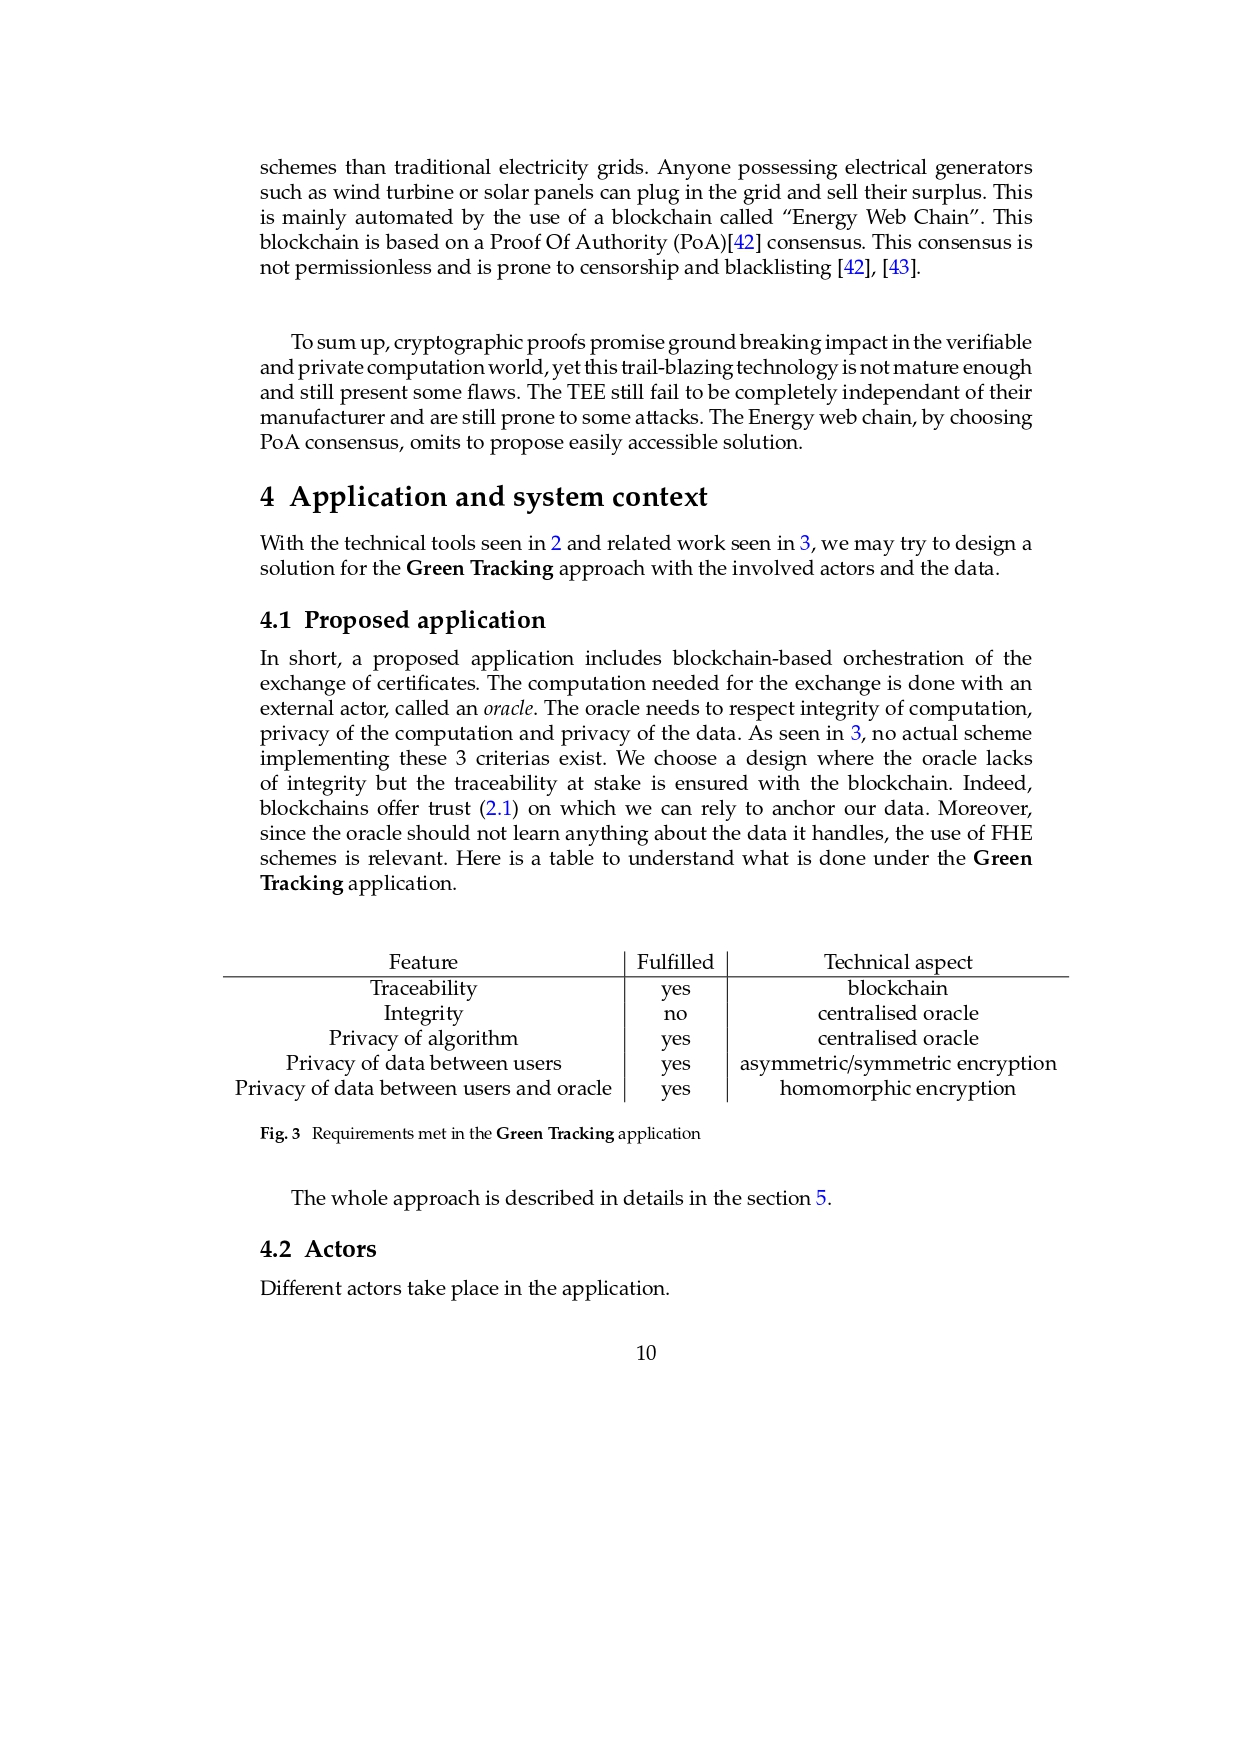 schemes than traditional electricity grids. Anyone possessing electrical generators
such as wind turbine or solar panels can plug in the grid and sell their surplus. This
is mainly automated by the use of a blockchain called “Energy Web Chain”. This
blockchain is based on a Proof Of Authority (PoA)[42] consensus. This consensus is
not permissionless and is prone to censorship and blacklisting [42], [43].
To sum up, cryptographic proofs promise ground breaking impact in the verifiable
and private computation world, yet this trail-blazing technology is not mature enough
and still present some flaws. The TEE still fail to be completely independant of their
manufacturer and are still prone to some attacks. The Energy web chain, by choosing
PoA consensus, omits to propose easily accessible solution.
4 Application and system context
With the technical tools seen in 2 and related work seen in 3, we may try to design a
solution for the Green Tracking approach with the involved actors and the data.
4.1 Proposed application
In short, a proposed application includes blockchain-based orchestration of the
exchange of certificates. The computation needed for the exchange is done with an
external actor, called an oracle. The oracle needs to respect integrity of computation,
privacy of the computation and privacy of the data. As seen in 3, no actual scheme
implementing these 3 criterias exist. We choose a design where the oracle lacks
of integrity but the traceability at stake is ensured with the blockchain. Indeed,
blockchains offer trust (2.1) on which we can rely to anchor our data. Moreover,
since the oracle should not learn anything about the data it handles, the use of FHE
schemes is relevant. Here is a table to understand what is done under the Green
Tracking application.
Feature Fulfilled Technical aspect
Traceability yes blockchain
Integrity no centralised oracle
Privacy of algorithm yes centralised oracle
Privacy of data between users yes asymmetric/symmetric encryption
Privacy of data between users and oracle yes homomorphic encryption
Fig. 3 Requirements met in the Green Tracking application
The whole approach is described in details in the section 5.
4.2 Actors
Different actors take place in the application.
10